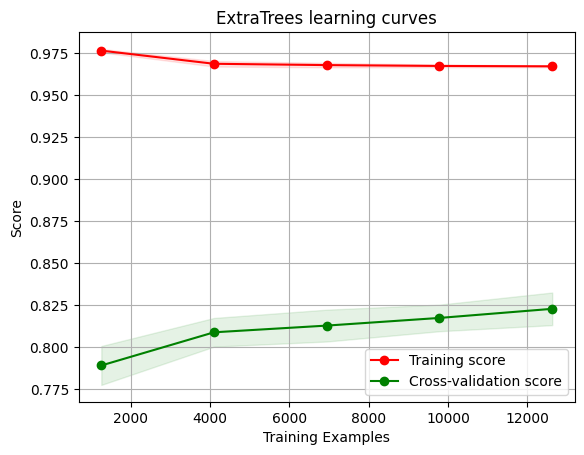 ExtraTrees learning curves
Score
0.975
0.950
0.925
0.900
0.875
0.850
0.825
0.800
0.775
Training score
Cross-validation score
2000 4000 6000 8000 10000 12000
Training Examples